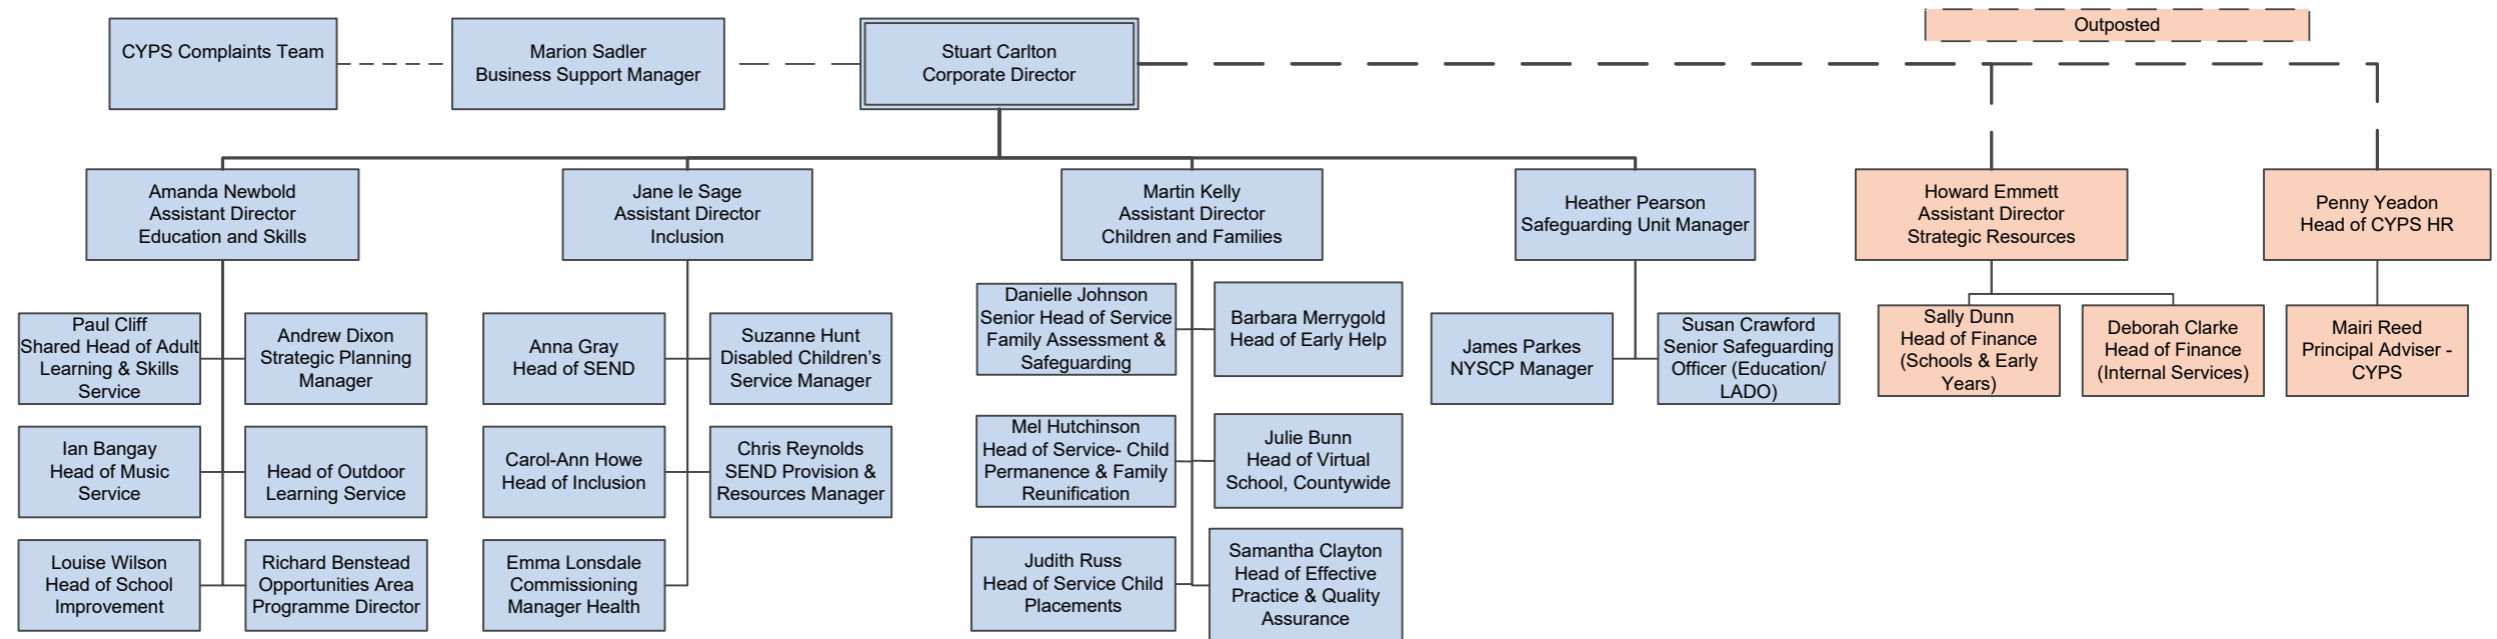 CYPS Complaints Team
Marion Sadler
Business Support Manager
Stuart Carlton
Corporate Director
Outposted
Amanda Newbold
Assistant Director
Education and Skills
Jane le Sage
Assistant Director
Inclusion
Martin Kelly
Assistant Director
Children and Families
Heather Pearson
Safeguarding Unit Manager
Howard Emmett
Assistant Director
Strategic Resources
Penny Yeadon
Head of CYPS HR
Paul Cliff
Shared Head of Adult
Learning & Skills
Service
Andrew Dixon
Strategic Planning
Manager
Ian Bangay
Head of Music
Service
Head of Outdoor
Learning Service
Louise Wilson
Head of School
Improvement
Richard Benstead
Opportunities Area
Programme Director
Anna Gray
Head of SEND
Suzanne Hunt
Disabled Children’s
Service Manager
Carol-Ann Howe
Head of Inclusion
Chris Reynolds
SEND Provision &
Resources Manager
Emma Lonsdale
Commissioning
Manager Health
Danielle Johnson
Senior Head of Service
Family Assessment &
Safeguarding
Barbara Merrygold
Head of Early Help
Mel Hutchinson
Head of Service- Child
Permanence & Family
Reunification
Julie Bunn
Head of Virtual
School, Countywide
Judith Russ
Head of Service Child
Placements
Samantha Clayton
Head of Effective
Practice & Quality
Assurance
James Parkes
NYSCP Manager
Susan Crawford
Senior Safeguarding
Officer (Education/
LADO)
Sally Dunn
Head of Finance
(Schools & Early
Years)
Deborah Clarke
Head of Finance
(Internal Services)
Mairi Reed
Principal Adviser -
CYPS